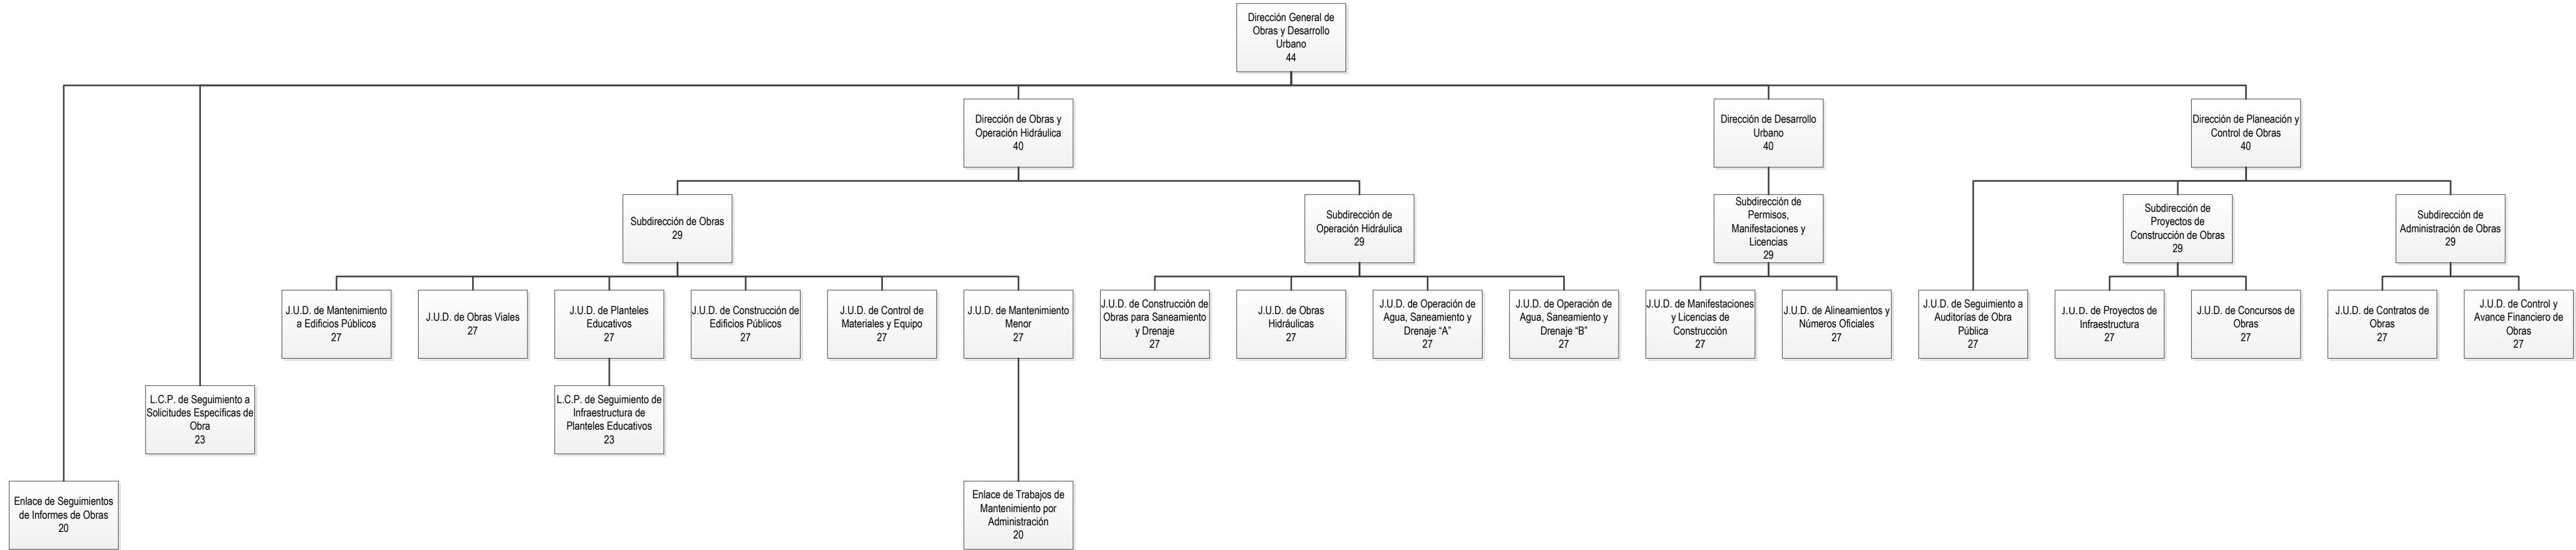 Dirección General de
Obras y Desarrollo
Urbano
44
Dirección de Obras y
Operación Hidráulica
40
Dirección de Desarrollo
Urbano
40
Dirección de Planeación y
Control de Obras
40
Subdirección de Obras
29
Subdirección de
Operación Hidráulica
29
Subdirección de
Permisos,
Manifestaciones y
Licencias
29
Subdirección de
Proyectos de
Construcción de Obras
29
Subdirección de
Administración de Obras
29
J.U.D. de Mantenimiento
a Edificios Públicos
27
J.U.D. de Obras Viales
27
J.U.D. de Planteles
Educativos
27
J.U.D. de Construcción de
Edificios Públicos
27
J.U.D. de Control de
Materiales y Equipo
27
J.U.D. de Mantenimiento
Menor
27
J.U.D. de Construcción de
Obras para Saneamiento
y Drenaje
27
J.U.D. de Obras
Hidráulicas
27
J.U.D. de Operación de
Agua, Saneamiento y
Drenaje “A”
27
J.U.D. de Operación de
Agua, Saneamiento y
Drenaje “B”
27
J.U.D. de Manifestaciones
y Licencias de
Construcción
27
J.U.D. de Alineamientos y
Números Oficiales
27
J.U.D. de Seguimiento a
Auditorías de Obra
Pública
27
J.U.D. de Proyectos de
Infraestructura
27
J.U.D. de Concursos de
Obras
27
J.U.D. de Contratos de
Obras
27
J.U.D. de Control y
Avance Financiero de
Obras
27
L.C.P. de Seguimiento a
Solicitudes Específicas de
Obra
23
L.C.P. de Seguimiento de
Infraestructura de
Planteles Educativos
23
Enlace de Seguimientos
de Informes de Obras
20
Enlace de Trabajos de
Mantenimiento por
Administración
20